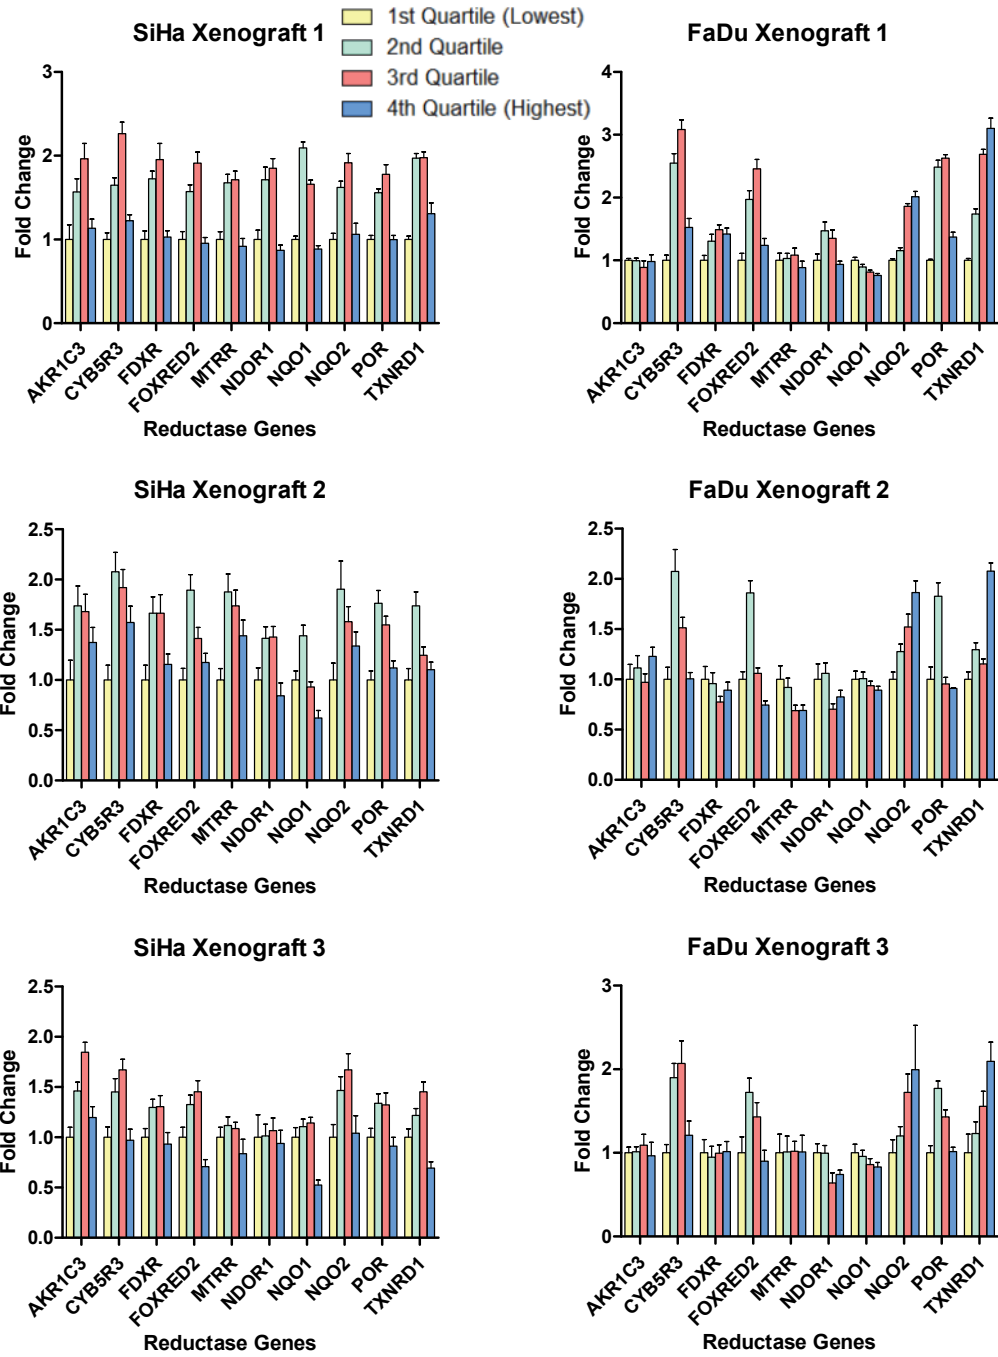 SiHa Xenograft 1
1st Quartile (Lowest)
2nd Quartile
3rd Quartile
4th Quartile (Highest)
FaDu Xenograft 1
Fold Change
3
2
1
0
AKR1C3
CYB5R3
FDXR
FOXRED2
MTRR
NDOR1
NQO1
NQO2
POR
TXNRD1
Reductase Genes
Fold Change
4
3
2
1
0
AKR1C3
CYB5R3
FDXR
FOXRED2
MTRR
NDOR1
NQO1
NQO2
POR
TXNRD1
Reductase Genes
SiHa Xenograft 2
Fold Change
2.5
2.0
1.5
1.0
0.5
0.0
AKR1C3
CYB5R3
FDXR
FOXRED2
MTRR
NDOR1
NQO1
NQO2
POR
TXNRD1
Reductase Genes
FaDu Xenograft 2
Fold Change
2.5
2.0
1.5
1.0
0.5
0.0
AKR1C3
CYB5R3
FDXR
FOXRED2
MTRR
NDOR1
NQO1
NQO2
POR
TXNRD1
Reductase Genes
SiHa Xenograft 3
Fold Change
2.5
2.0
1.5
1.0
0.5
0.0
AKR1C3
CYB5R3
FDXR
FOXRED2
MTRR
NDOR1
NQO1
NQO2
POR
TXNRD1
Reductase Genes
FaDu Xenograft 3
Fold Change
3
2
1
0
AKR1C3
CYB5R3
FDXR
FOXRED2
MTRR
NDOR1
NQO1
NQO2
POR
TXNRD1
Reductase Genes